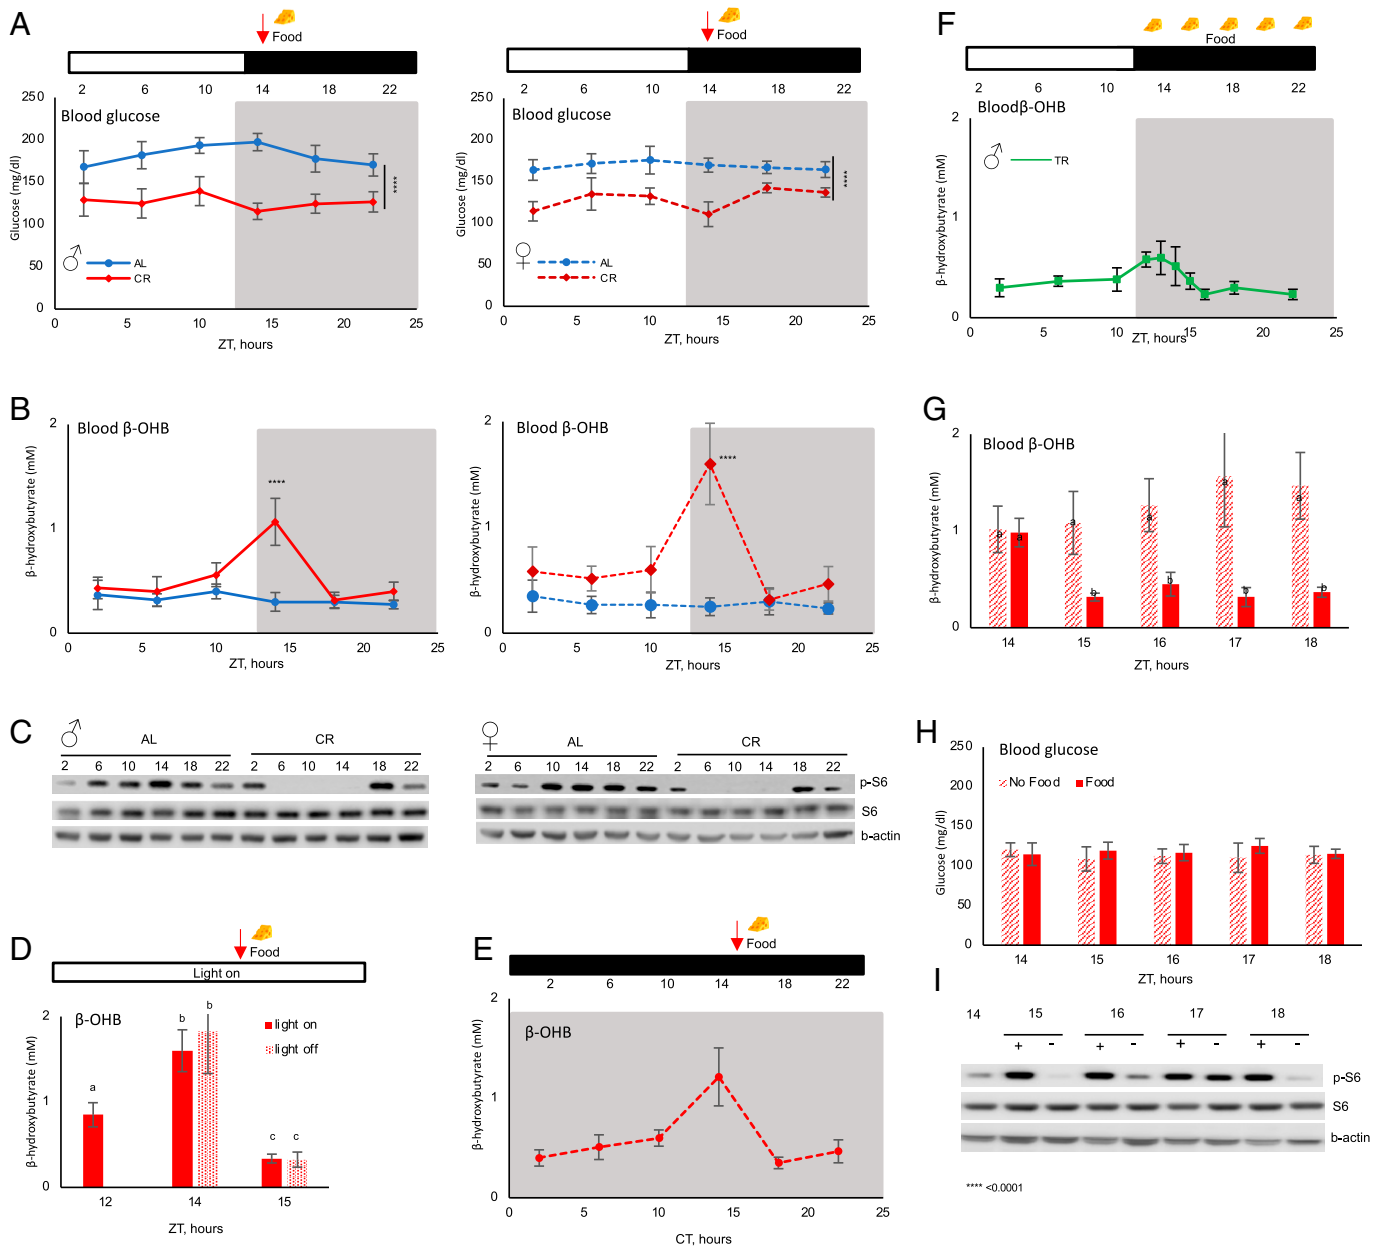 A
Food
2 6 10 14 18 22
Blood glucose
Glucose (mg/dl)
250
200
150
100
50
0
****
♂
AL
CR
0 5 10 15 20 25
ZT, hours
Food
2 6 10 14 18 22
Blood glucose
Glucose (mg/dl)
250
200
150
100
50
0
****
♀
AL
CR
0 5 10 15 20 25
ZT, hours
B
Blood β-OHB
β-hydroxybutyrate (mM)
2
1
0
****
0 5 10 15 20 25
ZT, hours
Blood β-OHB
β-hydroxybutyrate (mM)
2
1
0
****
0 5 10 15 20 25
ZT, hours
C
♂
AL CR
2 6 10 14 18 22 2 6 10 14 18 22
♀
AL CR
2 6 10 14 18 22 2 6 10 14 18 22
p-S6
S6
b-actin
D
Food
Light on
β-OHB
β-hydroxybutyrate (mM)
2
1
0
a
b b
c c
light on
light off
12 14 15
ZT, hours
E
Food
2 6 10 14 18 22
β-OHB
β-hydroxybutyrate (mM)
2
1
0
0 5 10 15 20 25
CT, hours
F
Food
2 6 10 14 18 22
Bloodβ-OHB
β-hydroxybutyrate (mM)
2
1
0
♂
TR
0 5 10 15 20 25
ZT, hours
G
Blood β-OHB
β-hydroxybutyrate (mM)
2
1
0
a a a b a b a b a b
14 15 16 17 18
ZT, hours
H
Blood glucose
No Food Food
Glucose (mg/dl)
250
200
150
100
50
0
14 15 16 17 18
ZT, hours
I
14 15 16 17 18
+ - + - + - + -
p-S6
S6
b-actin
**** <0.0001